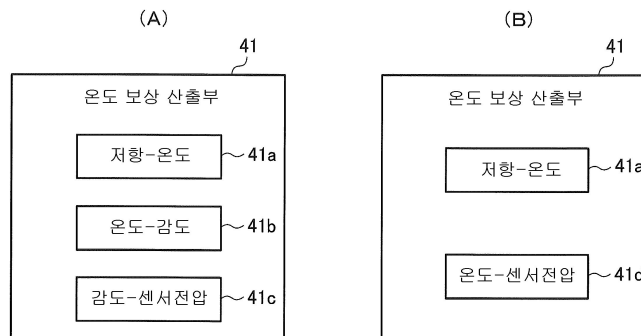 (A)
41
온도 보상 산출부
저항-온도 41a
온도-감도 41b
감도-센서전압 41c
(B)
41
온도 보상 산출부
저항-온도 41a
온도-센서전압 41d